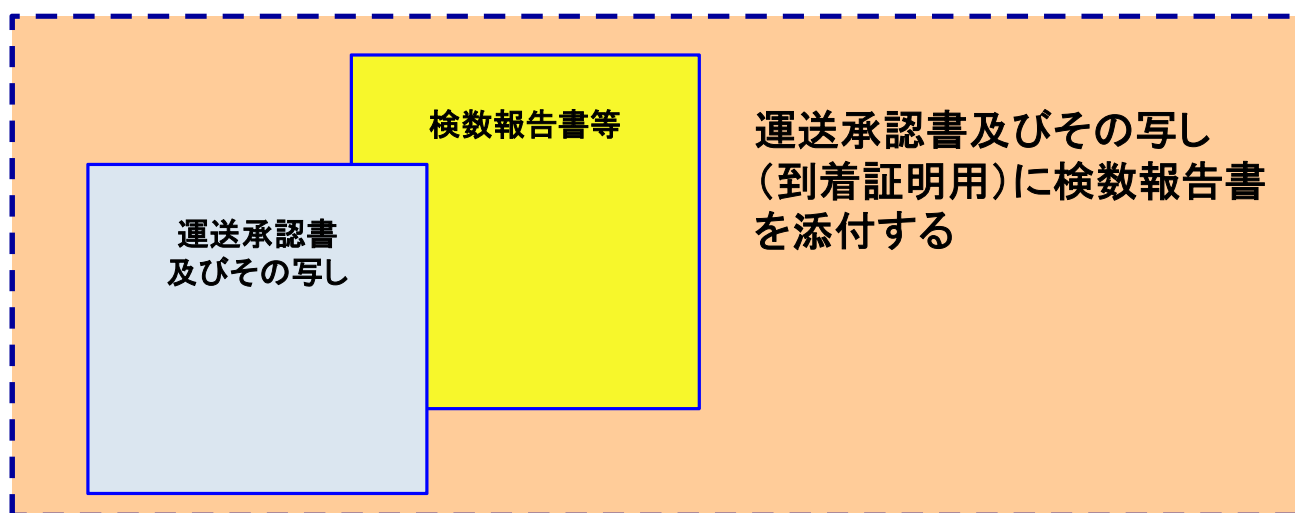 検数報告書等
運送承認書
及びその写し
運送承認書及びその写し
（到着証明用）に検数報告書
を添付する